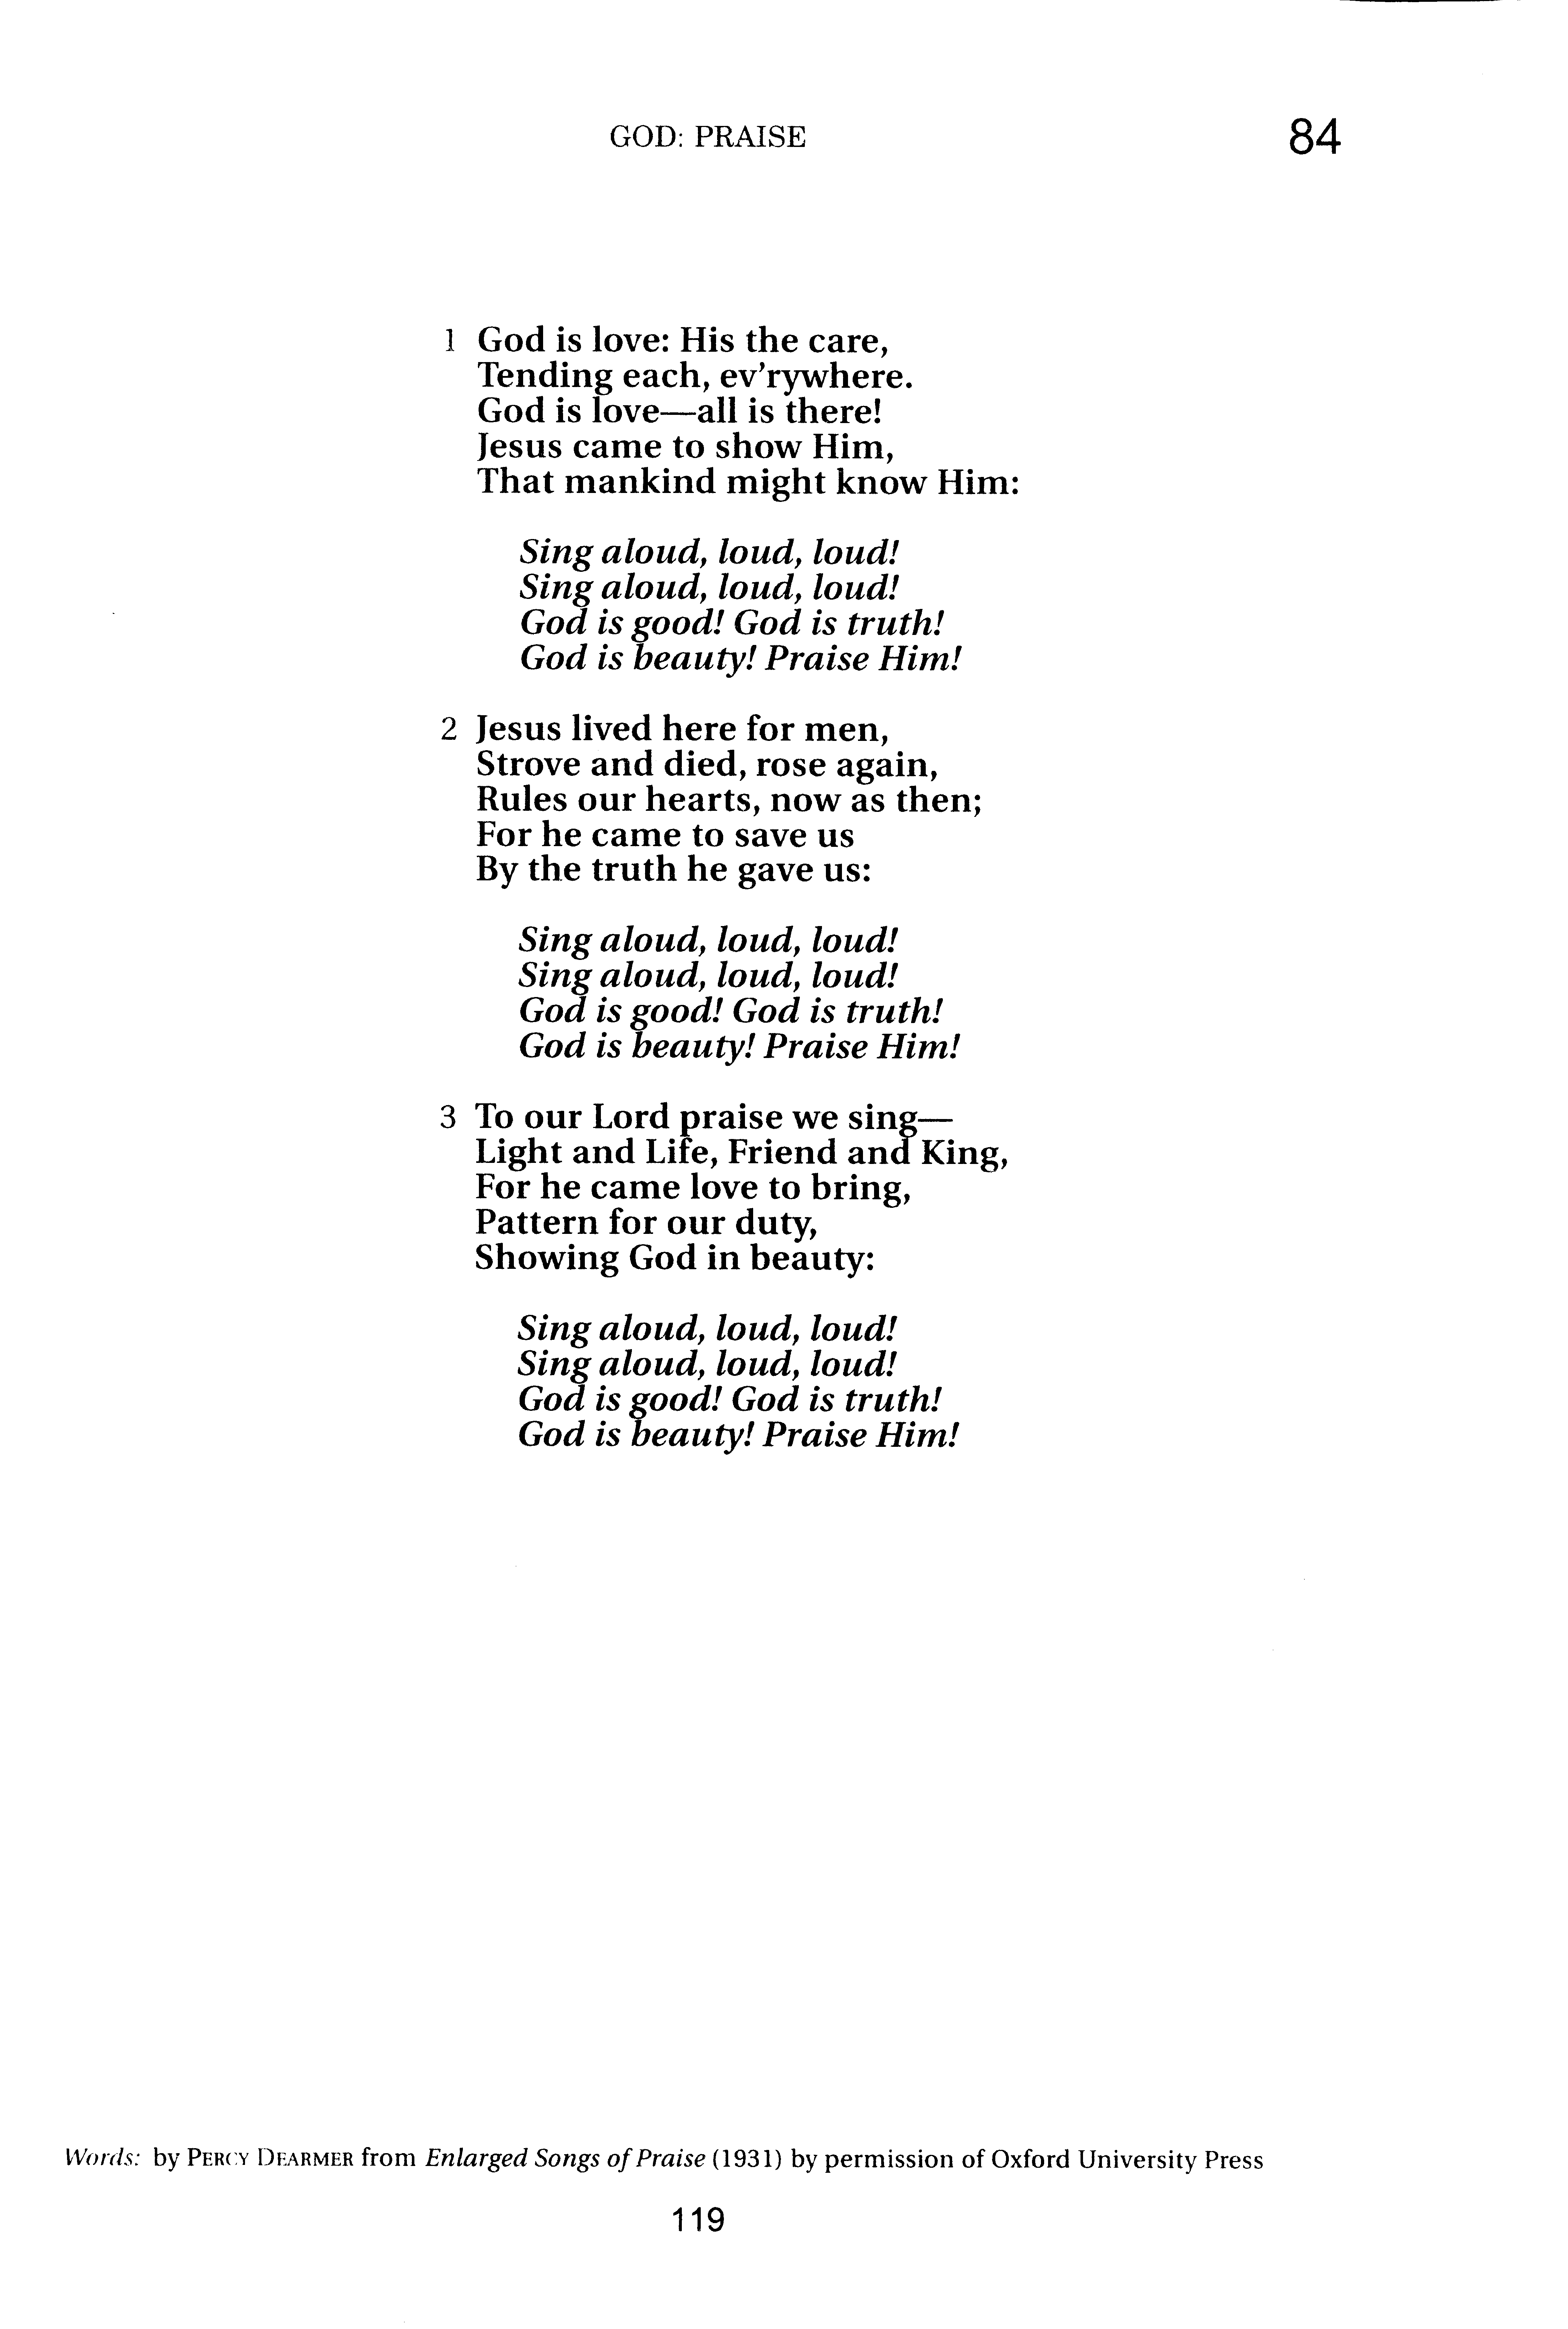 GOD: PRAISE 84
1 God is love: His the care,
Tending each, ev'rywhere.
God is love—all is there!
Jesus came to show Him,
That mankind might know Him:
Sing aloud, loud, loud!
Sing aloud, loud, loud!
God is good! God is truth!
God is beauty! Praise Him!
2 Jesus lived here for men,
Strove and died, rose again,
Rules our hearts, now as then;
For he came to save us
By the truth he gave us:
Sing aloud, loud, loud!
Sing aloud, loud, loud!
God is good! God is truth!
God is beauty! Praise Him!
3 To our Lord praise we sing—
Light and Life, Friend and King,
For he came love to bring,
Pattern for our duty,
Showing God in beauty:
Sing aloud, loud, loud!
Sing aloud, loud, loud!
God is good! God is truth!
God is beauty! Praise Him!
Words: by PERCY DEARMER from Enlarged Songs of Praise (1931) by permission of Oxford University Press
119